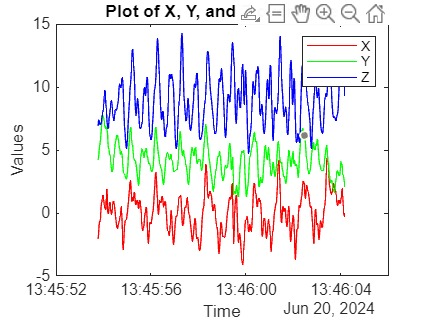 Plot of X, Y, and
15
10
5
0
-5
Values
X
Y
Z
13:45:52
13:45:56
13:46:00
13:46:04
Time
Jun 20, 2024